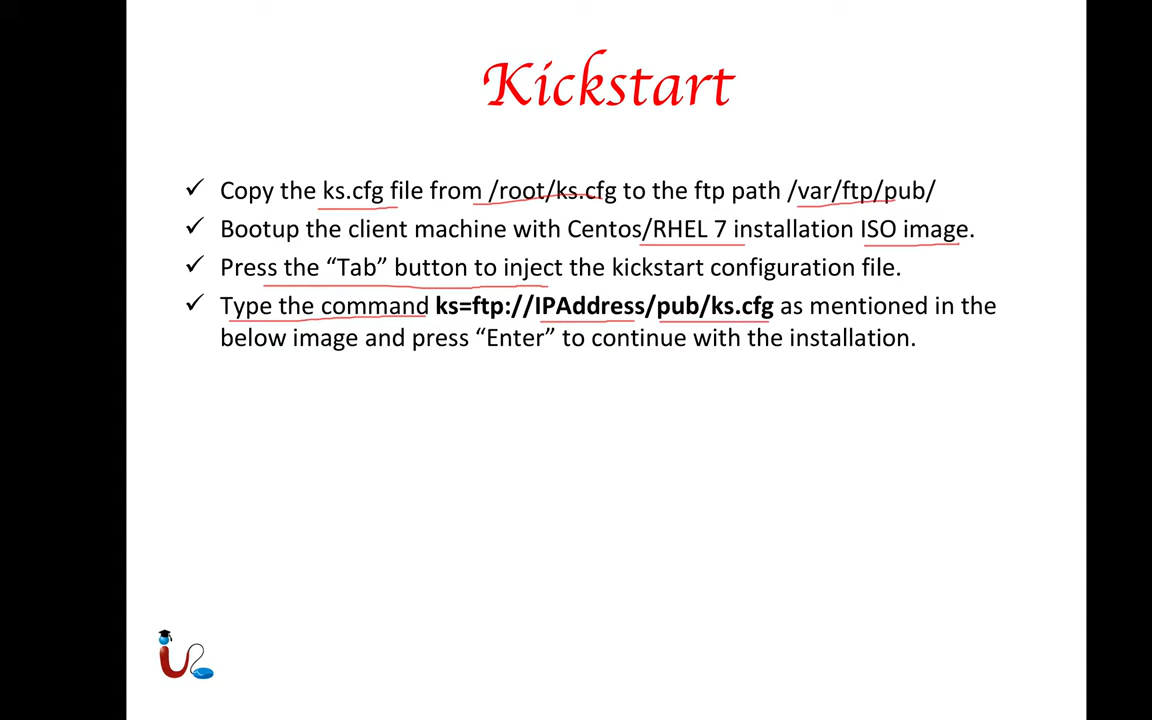 Kickstart
✓ Copy the ks.cfg file from /root/ks.cfg to the ftp path /var/ftp/pub/
✓ Bootup the client machine with Centos/RHEL 7 installation ISO image.
✓ Press the “Tab” button to inject the kickstart configuration file.
✓ Type the command ks=ftp://IPAddress/pub/ks.cfg as mentioned in the
below image and press “Enter” to continue with the installation.